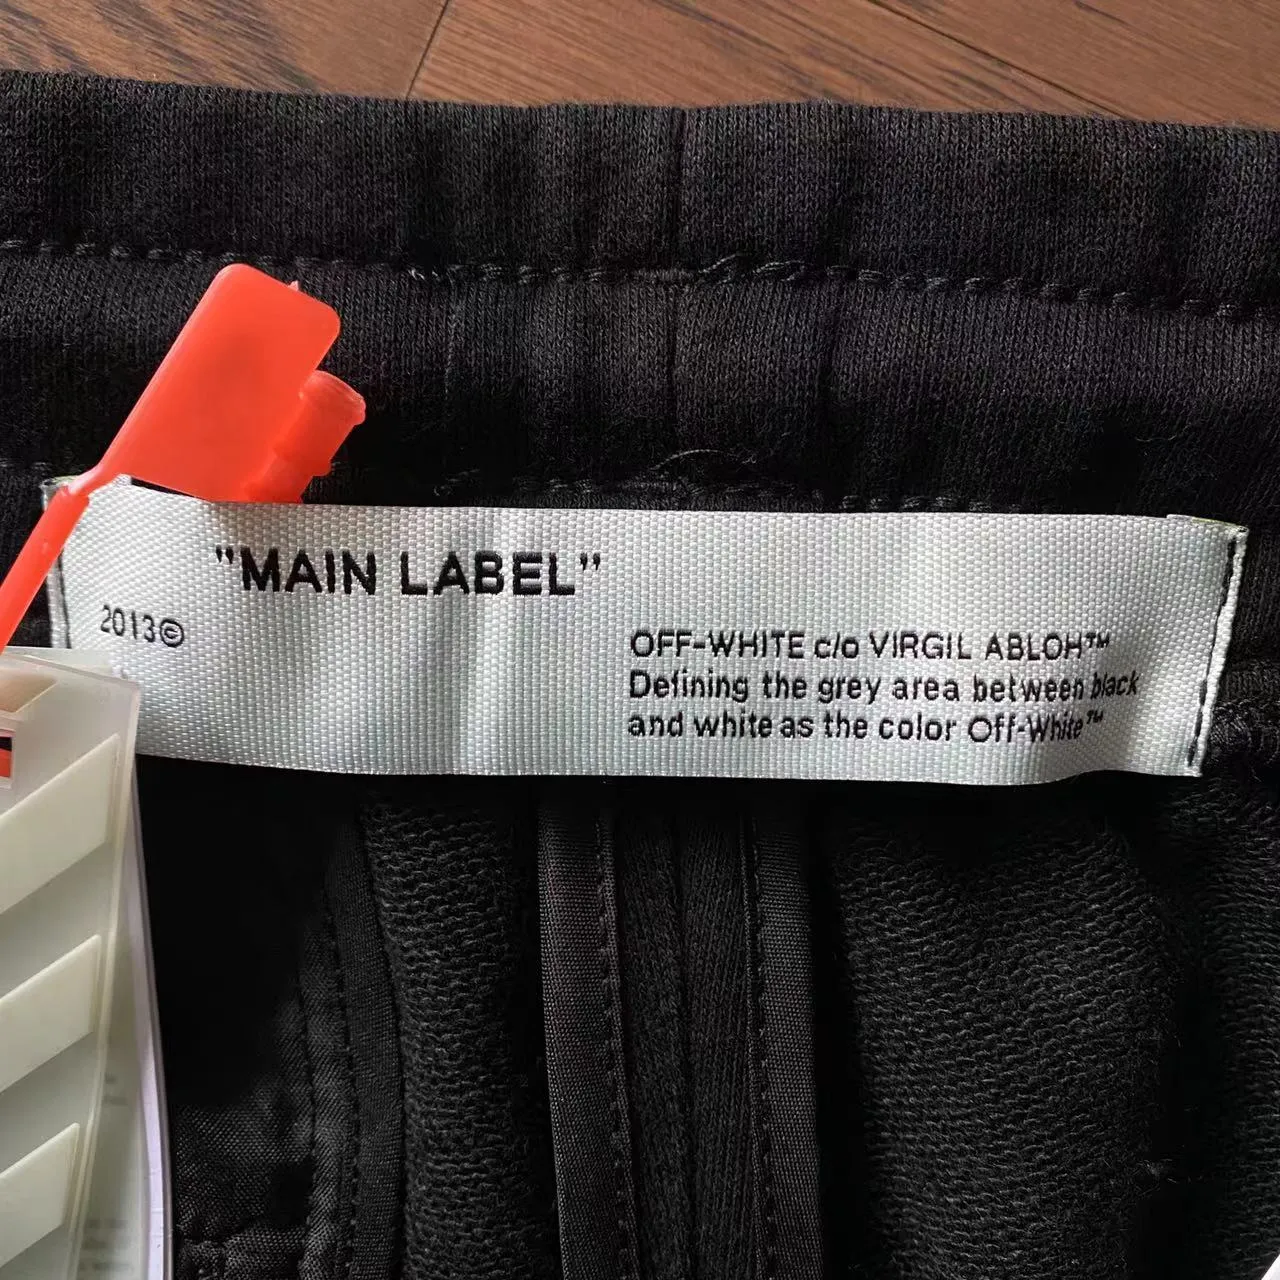 "MAIN LABEL"
2013©
OFF-WHITE c/o VIRGIL ABLOH™
Defining the grey area between black
and white as the color Off-White™